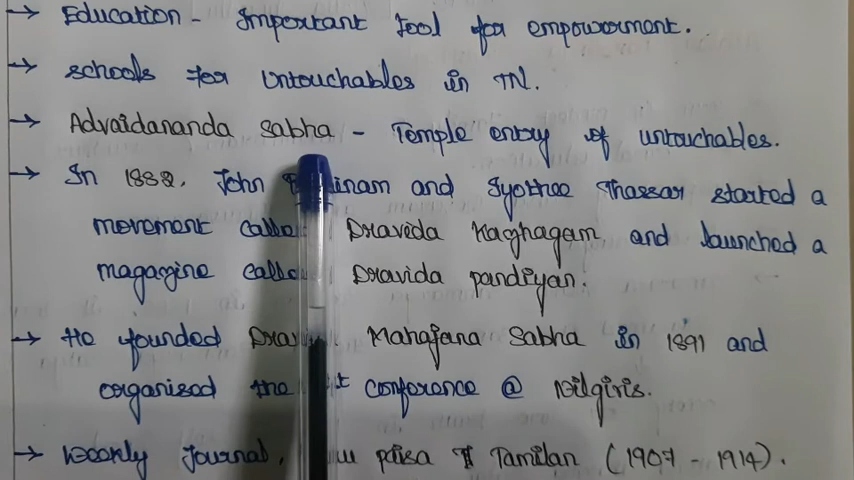 → Education - Important tool for empowerment.
→ schools for Untouchables in TN.
→ Advaidananda Sabha - Temple entry of untouchables.
→ In 1882, John and Iyothee Thassar started a
movement Dravida Kaghagam and launched a
magazine Dravida pandiyan.
→ He founded Mahajana Sabha in 1891 and
organised the conference @ Nilgiris.
→ Weekly Journal, paisa Tamilan (1907 - 1914).